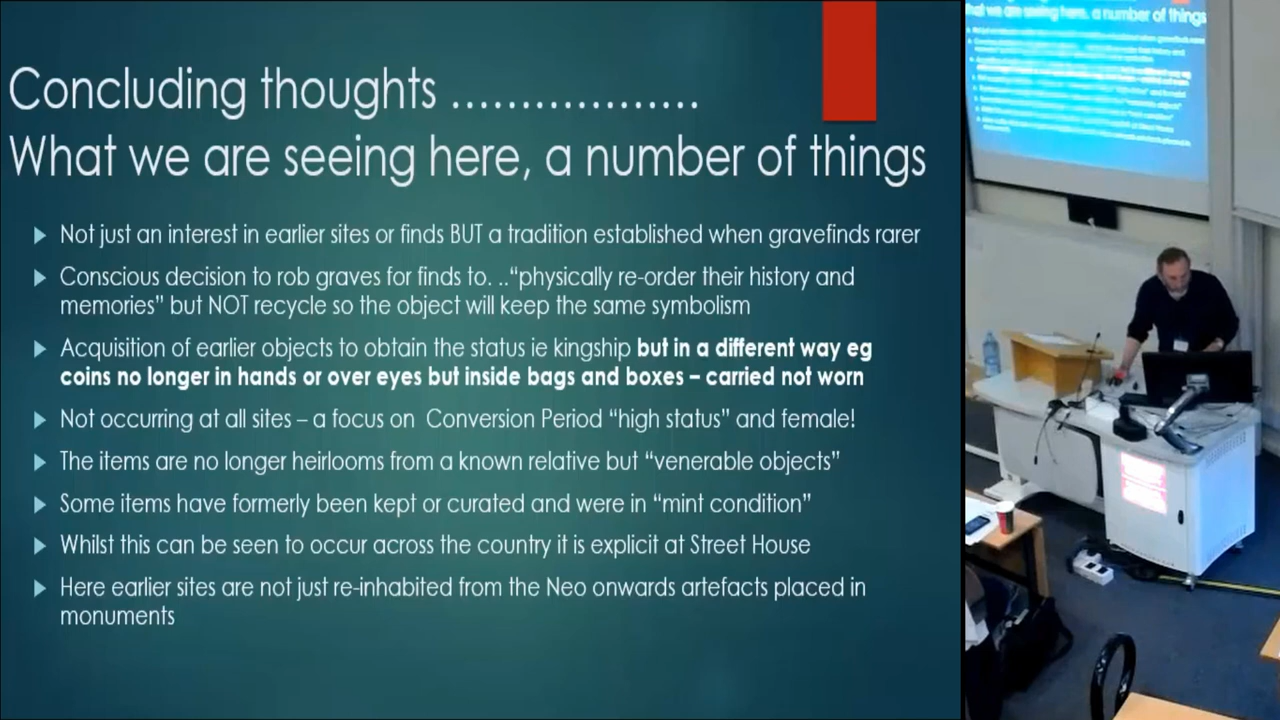 Concluding thoughts ..................
What we are seeing here, a number of things
Not just an interest in earlier sites or finds BUT a tradition established when gravefinds rarer
Conscious decision to rob graves for finds to. ..“physically re-order their history and
memories” but NOT recycle so the object will keep the same symbolism
Acquisition of earlier objects to obtain the status ie kingship but in a different way eg
coins no longer in hands or over eyes but inside bags and boxes – carried not worn
Not occurring at all sites – a focus on Conversion Period “high status” and female!
The items are no longer heirlooms from a known relative but “venerable objects”
Some items have formerly been kept or curated and were in “mint condition”
Whilst this can be seen to occur across the country it is explicit at Street House
Here earlier sites are not just re-inhabited from the Neo onwards artefacts placed in
monuments
what we are seeing here, a number of things